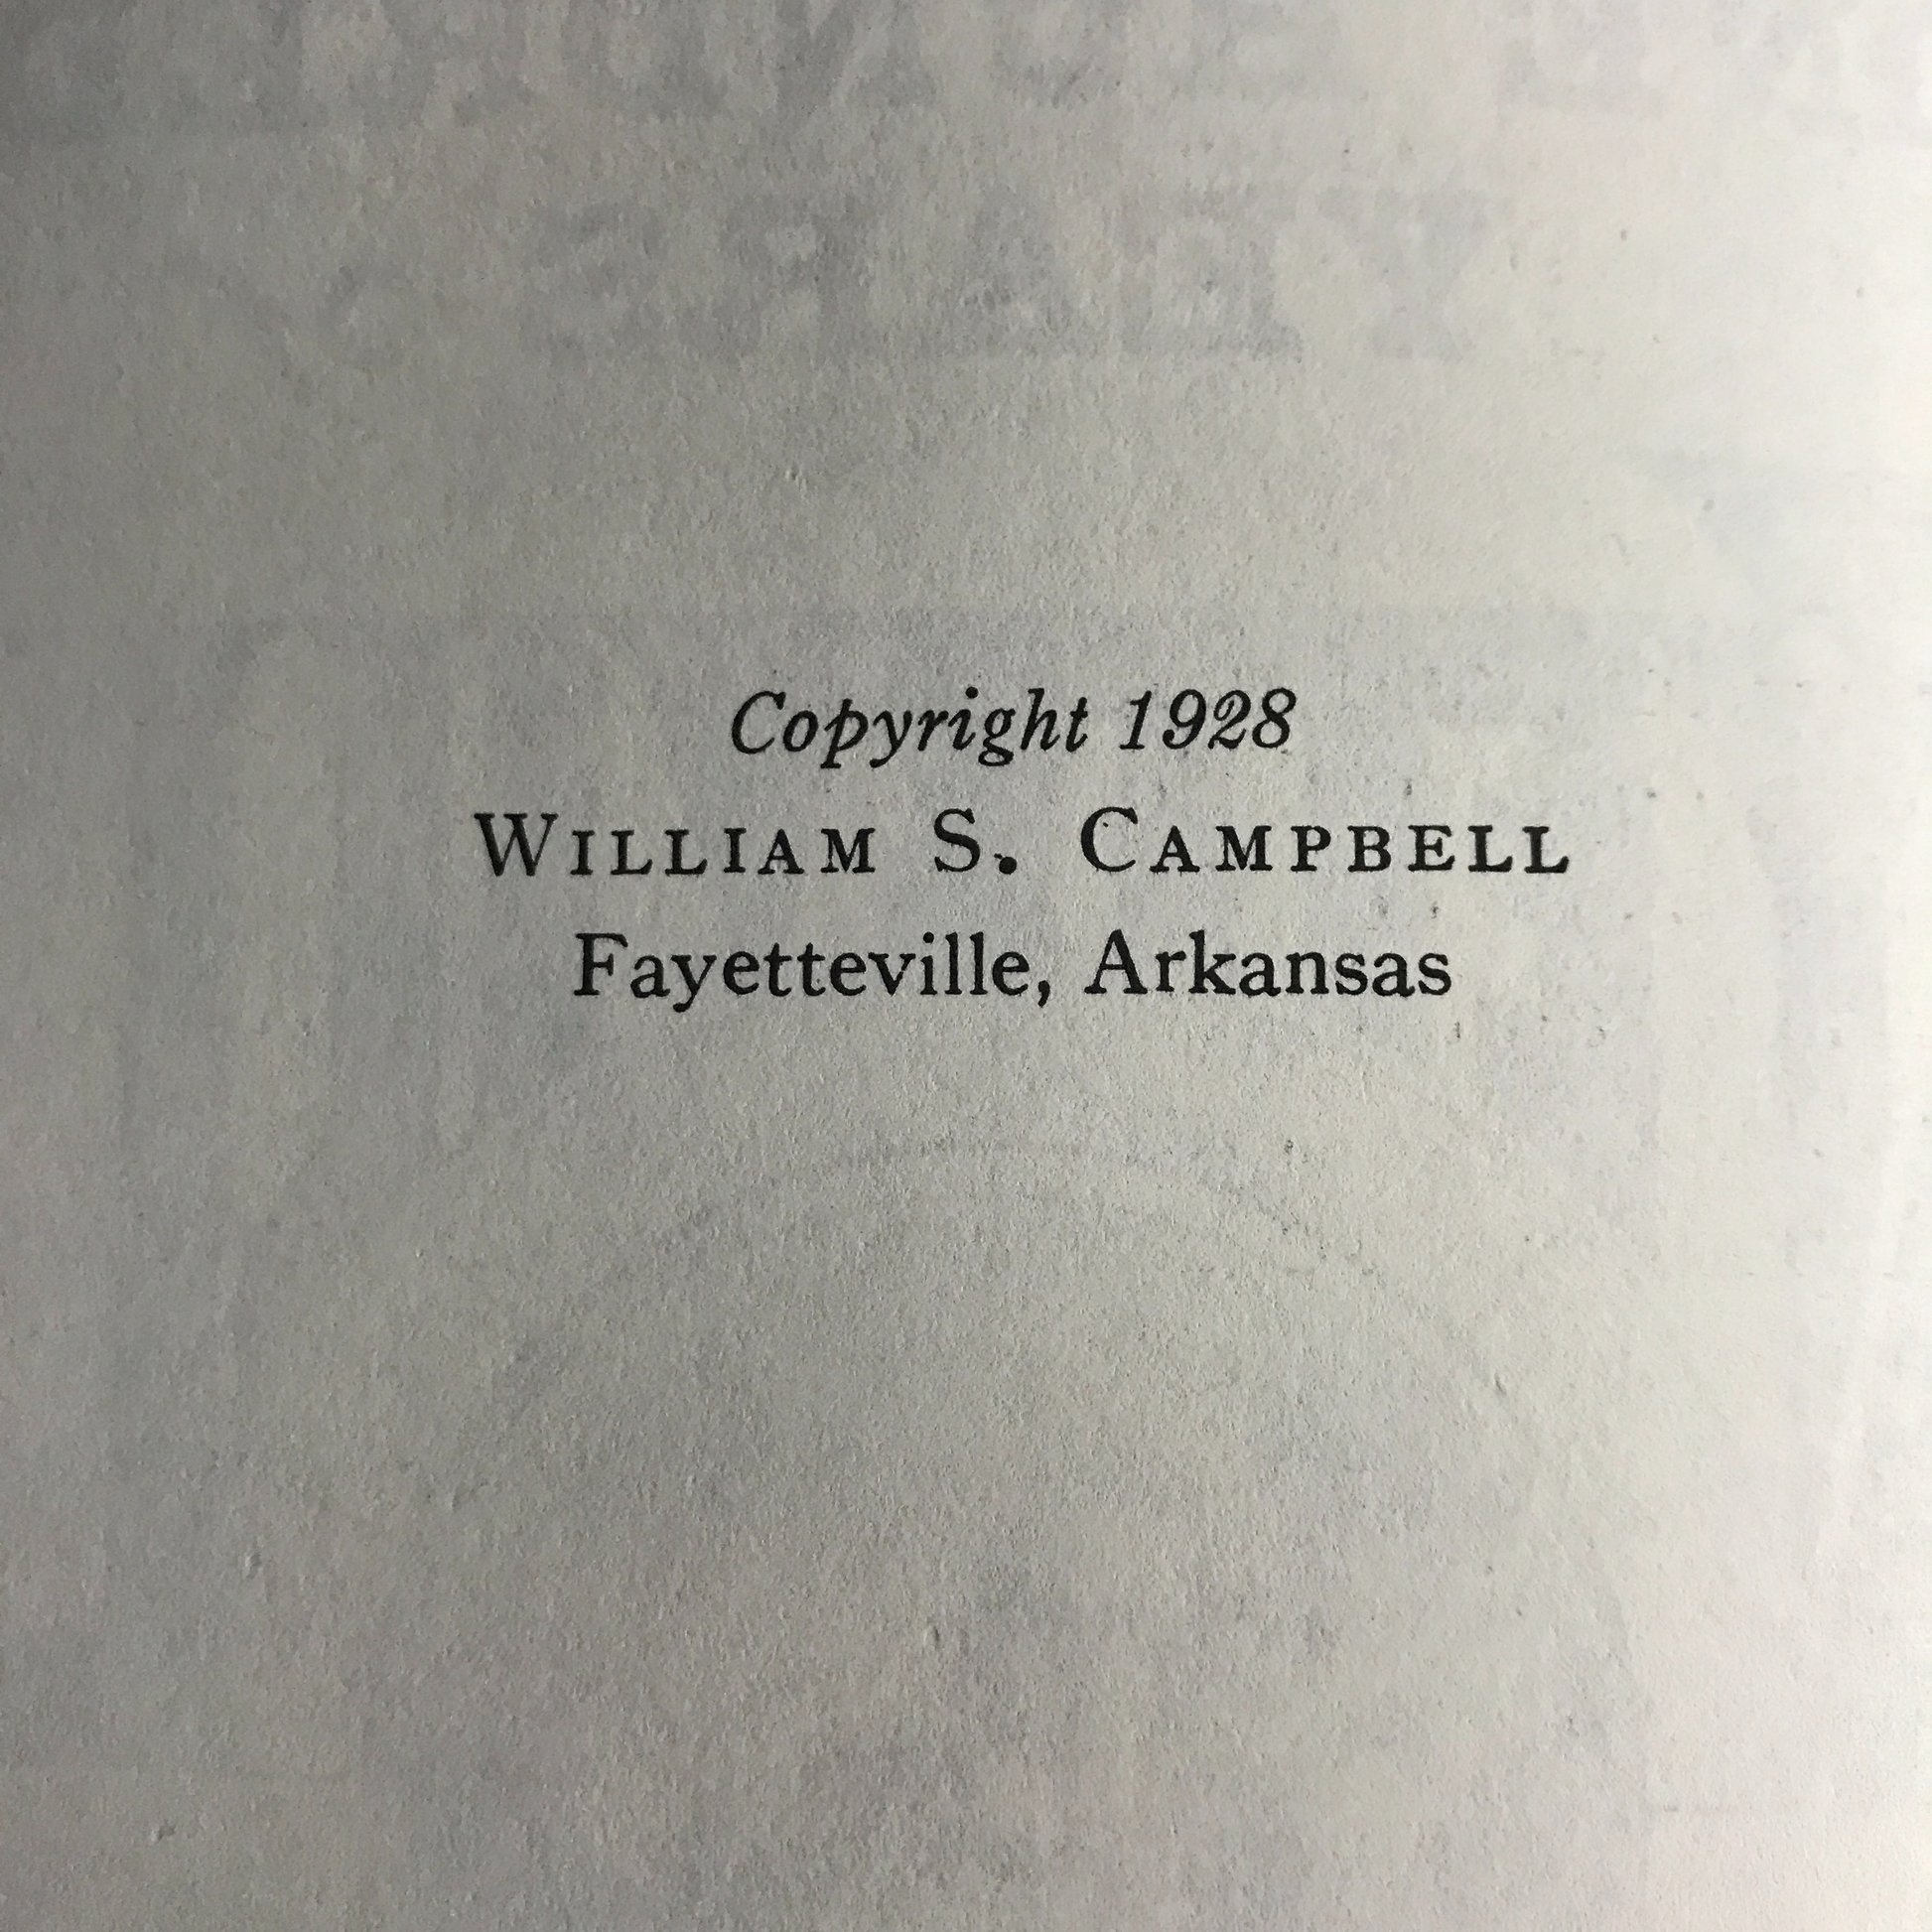 Copyright 1928
WILLIAM S. CAMPBELL
Fayetteville, Arkansas